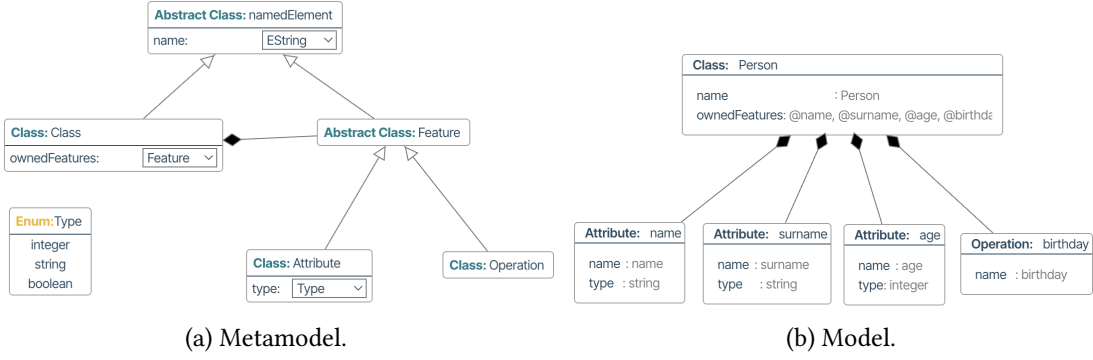 Abstract Class: namedElement
name: EString
Class: Class
ownedFeatures: Feature
Abstract Class: Feature
Enum:Type
integer
string
boolean
Class: Attribute
type: Type
Class: Operation
(a) Metamodel.
Class: Person
name : Person
ownedFeatures: @name, @surname, @age, @birthda
Attribute: name
name : name
type : string
Attribute: surname
name : surname
type : string
Attribute: age
name : age
type: integer
Operation: birthday
name : birthday
(b) Model.